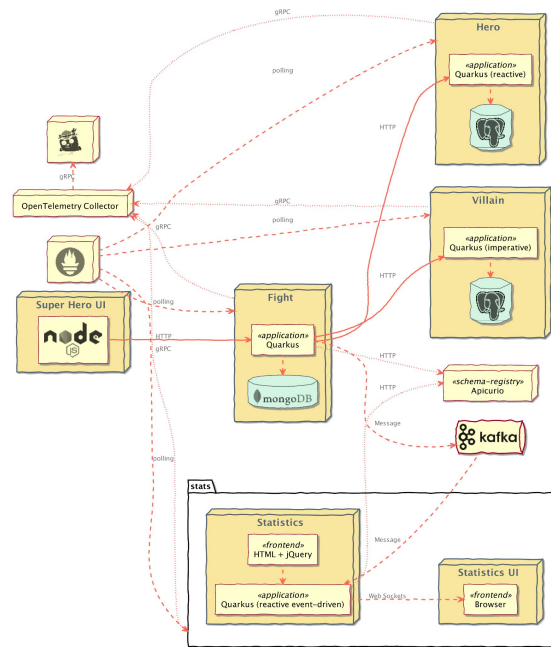 gRPC
Hero
polling
«application»
Quarkus (reactive)
HTTP
gRPC
OpenTelemetry Collector
gRPC
Villain
polling
gRPC
«application»
Quarkus (imperative)
HTTP
Fight
polling
Super Hero UI
node
JS
HTTP
gRPC
«application»
Quarkus
mongoDB
HTTP
«schema-registry»
Apicurio
HTTP
Message
kafka
polling
stats
Statistics
«frontend»
HTML + jQuery
Message
«application»
Quarkus (reactive event-driven)
Web Sockets
Statistics UI
«frontend»
Browser